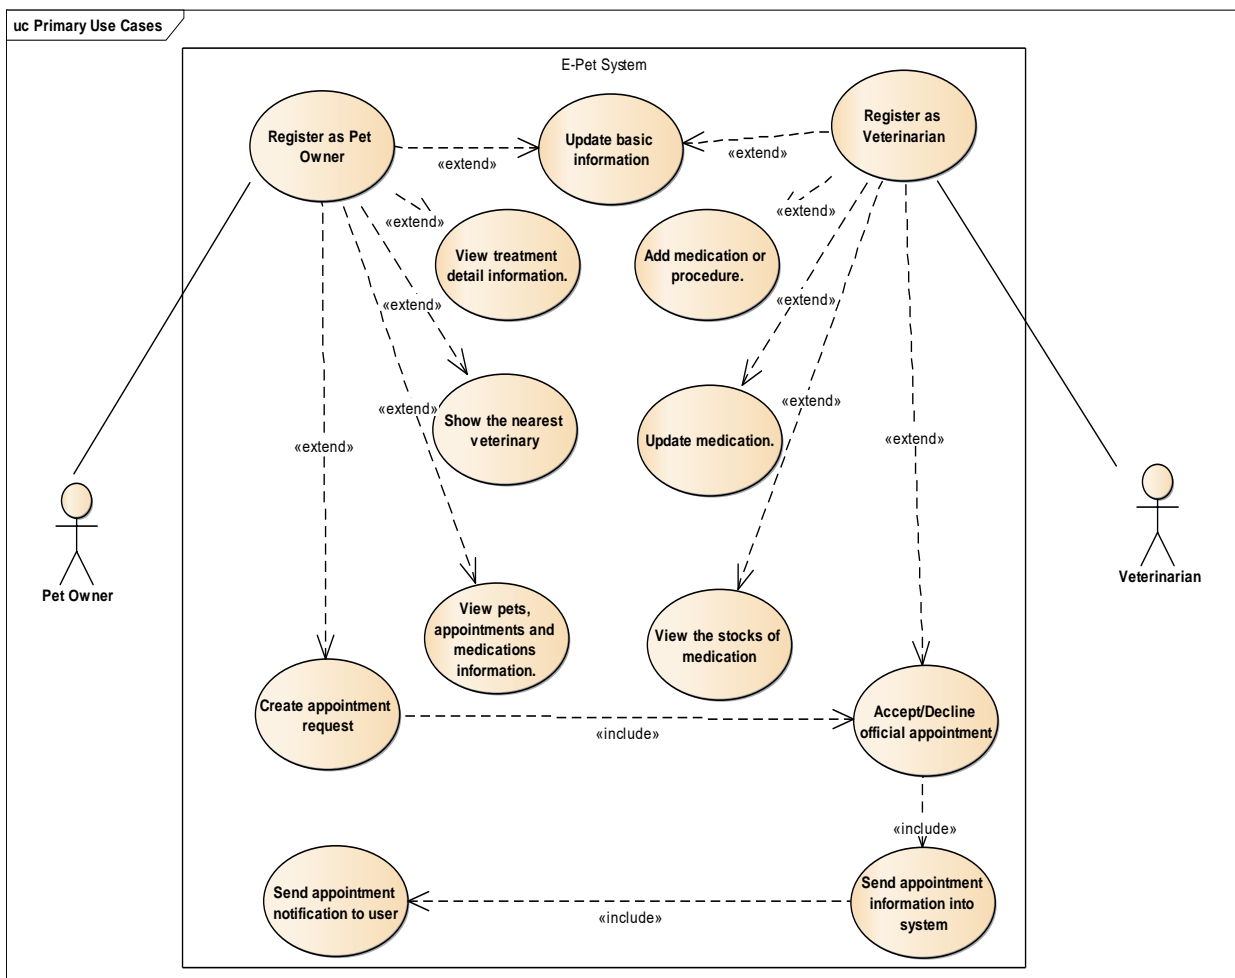 uc Primary Use Cases
E-Pet System
Register as Pet
Owner
Update basic
information
Register as
Veterinarian
«extend»
«extend»
«extend»
«extend»
View treatment
detail information.
Add medication or
procedure.
«extend»
«extend»
Show the nearest
veterinary
Update medication.
«extend»
«extend»
«extend»
«extend»
Pet Owner
Veterinarian
View pets,
appointments and
medications
information.
View the stocks of
medication
Create appointment
request
Accept/Decline
official appointment
«include»
«include»
Send appointment
notification to user
Send appointment
information into
system
«include»